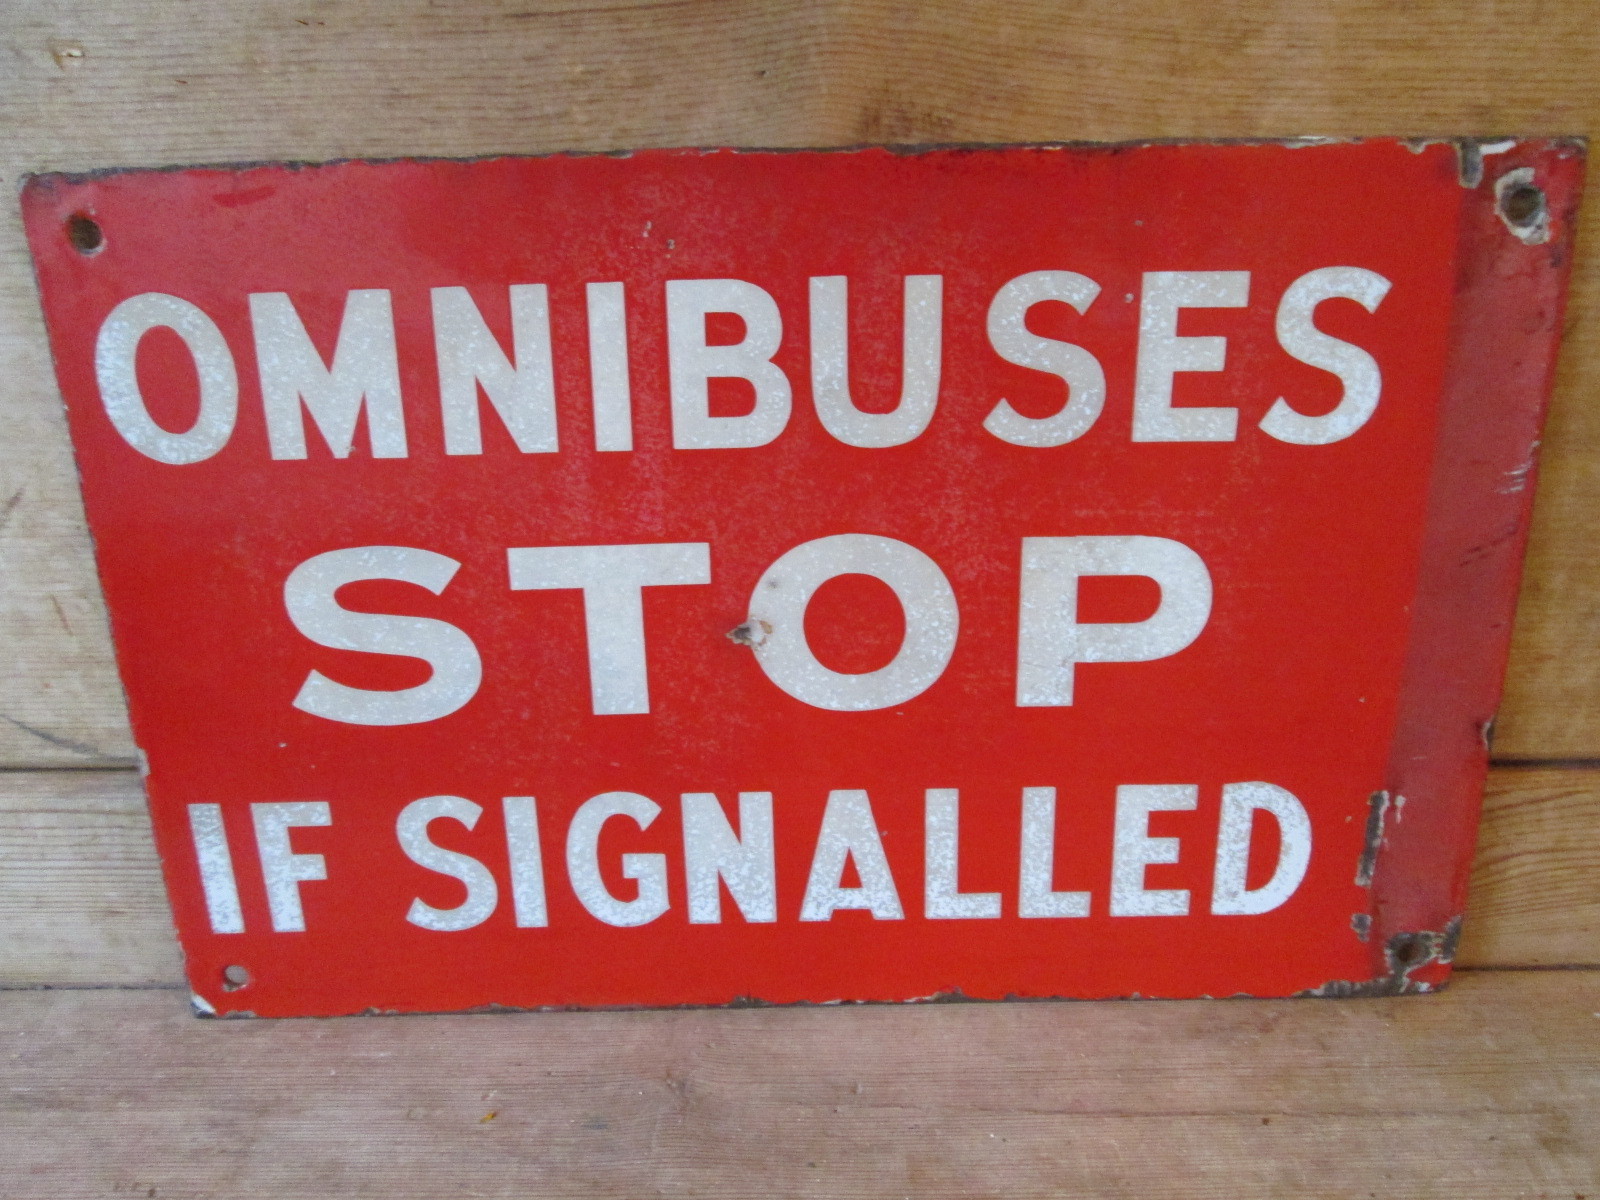 OMNIBUSES
STOP
IF SIGNALLED